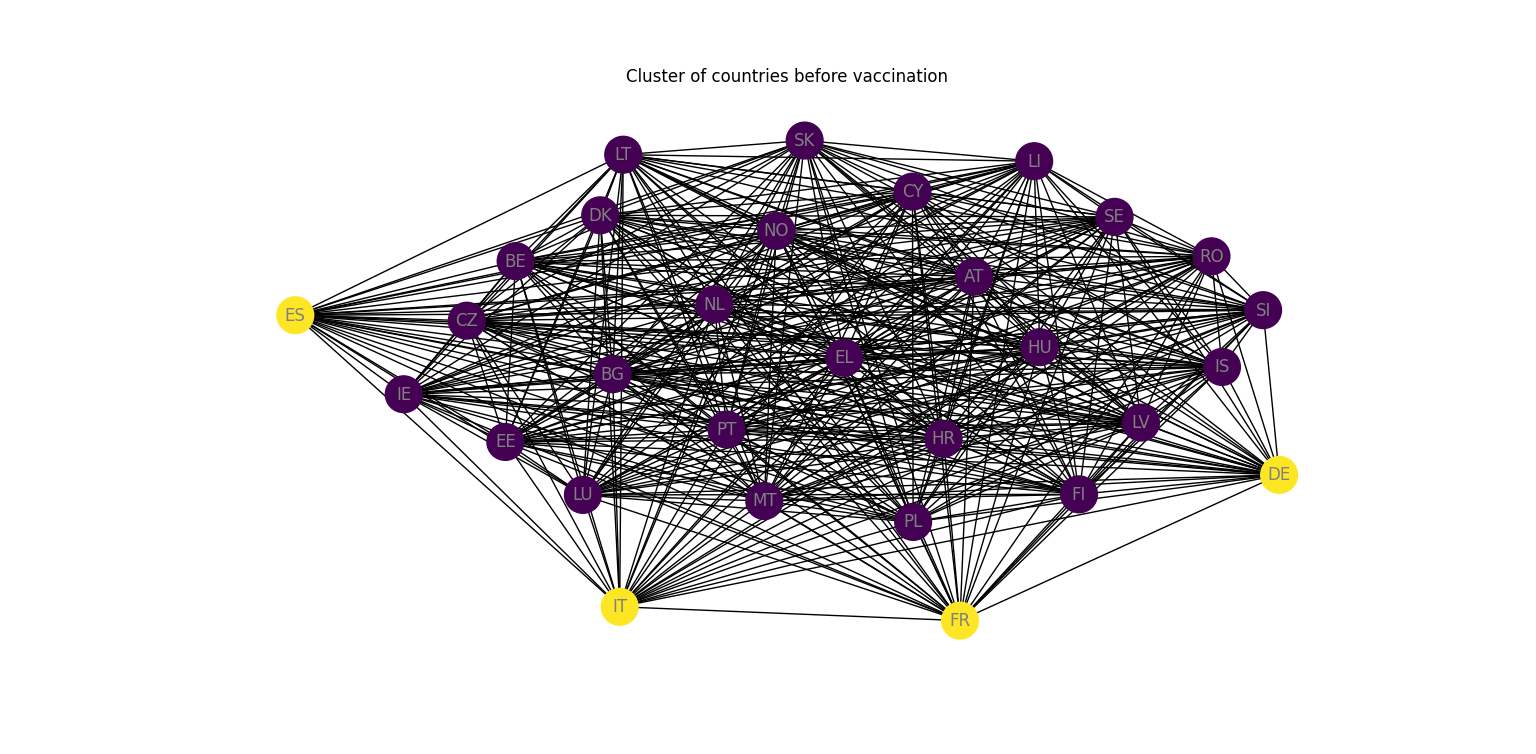 Cluster of countries before vaccination
SK
LT
LI
CY
DK
SE
NO
RO
BE
AT
NL
SI
ES
CZ
HU
EL
IS
BG
IE
LV
PT
HR
EE
DE
LU
FI
MT
PL
IT
FR